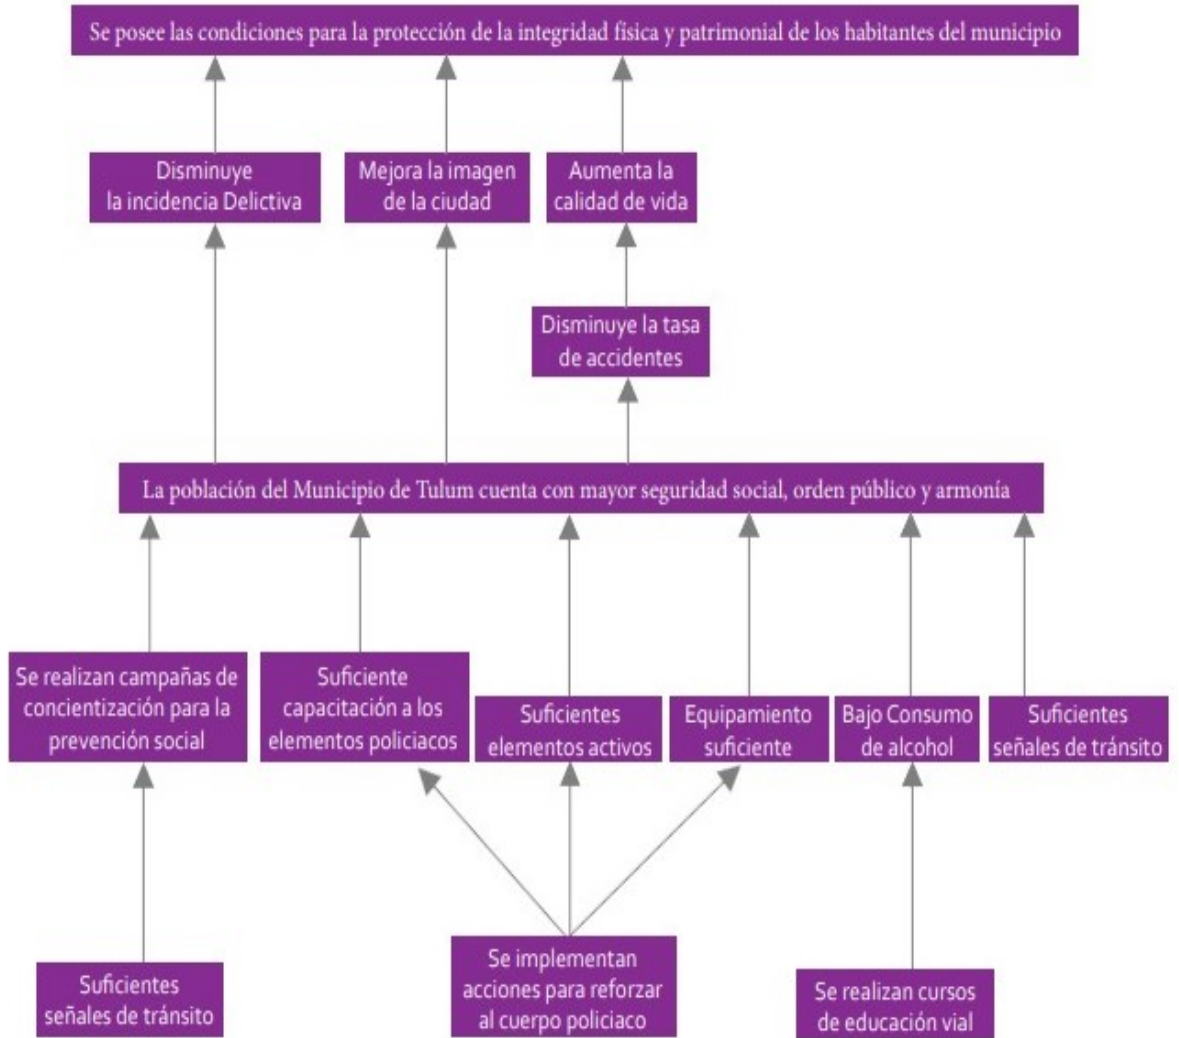 Se posee las condiciones para la protección de la integridad física y patrimonial de los habitantes del municipio
Disminuye
la incidencia Delictiva
Mejora la imagen
de la ciudad
Aumenta la
calidad de vida
Disminuye la tasa
de accidentes
La población del Municipio de Tulum cuenta con mayor seguridad social, orden público y armonía
Se realizan campañas de
concientización para la
prevención social
Suficiente
capacitación a los
elementos policiacos
Suficientes
elementos activos
Equipamiento
suficiente
Bajo Consumo
de alcohol
Suficientes
señales de tránsito
Suficientes
señales de tránsito
Se implementan
acciones para reforzar
al cuerpo policiaco
Se realizan cursos
de educación vial